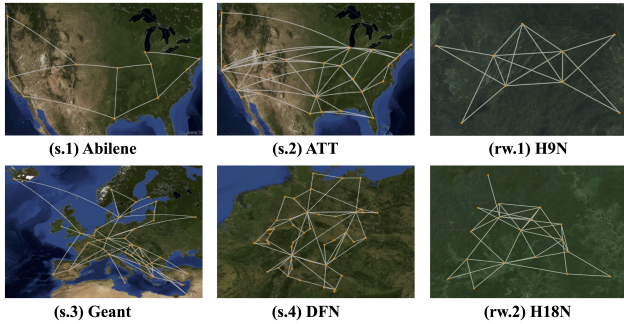 (s.1) Abilene
(s.2) ATT
(rw.1) H9N
(s.3) Geant
(s.4) DFN
(rw.2) H18N